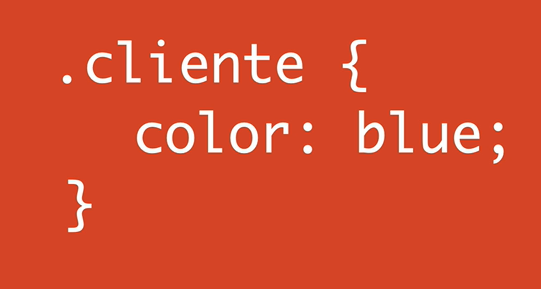 .cliente {
color: blue;
}